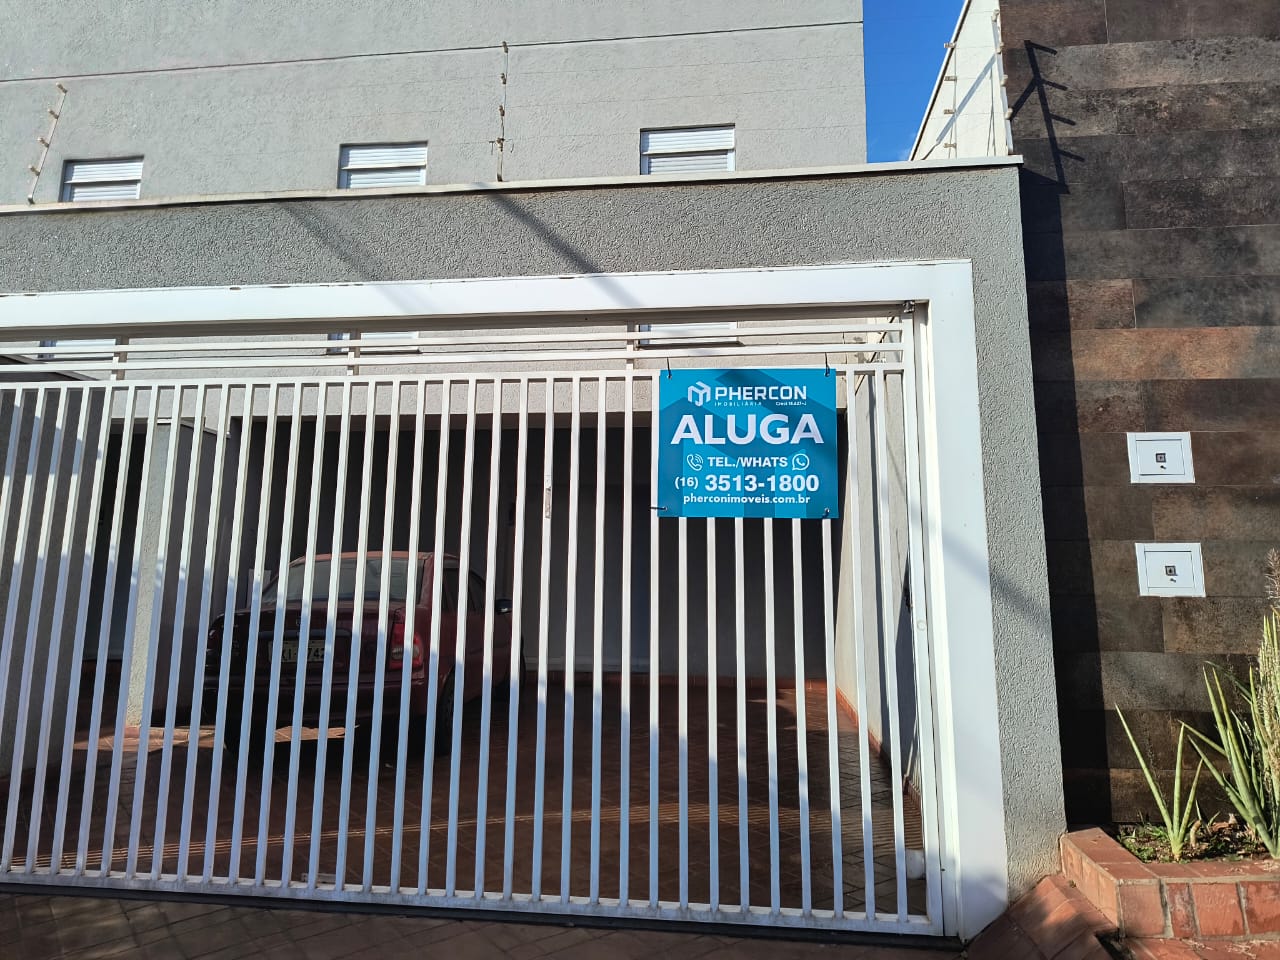 PHERCON
IMOBILIÁRIA
ALUGA
TEL./WHATS
(16) 3513-1800
pherconimoveis.com.br